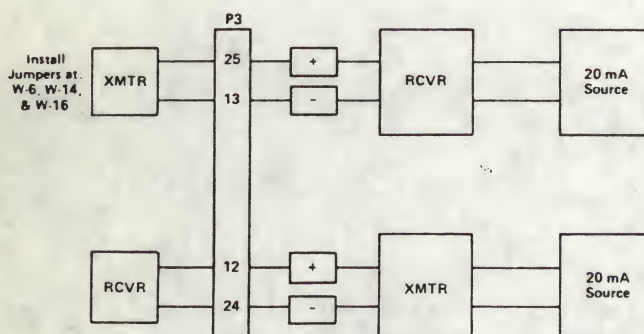 P3
Install
Jumpers at:
W-6, W-14,
& W-16
XMTR
25
13
+
-
RCVR
20 mA
Source
RCVR
12
24
+
-
XMTR
20 mA
Source